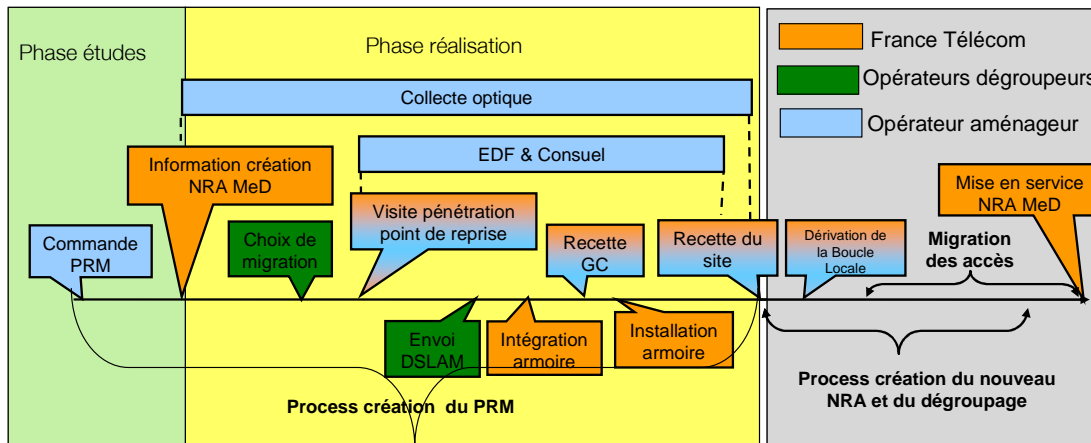 Phase études
Phase réalisation
France Télécom
Opérateurs dégroupeurs
Opérateur aménageur
Collecte optique
EDF & Consuel
Information création
NRA MeD
Mise en service
NRA MeD
Commande
PRM
Choix de
migration
Visite pénétration
point de reprise
Recette
GC
Recette du
site
Dérivation de
la Boucle
Locale
Migration
des accès
Envoi
DSLAM
Intégration
armoire
Installation
armoire
Process création du PRM
Process création du nouveau
NRA et du dégroupage